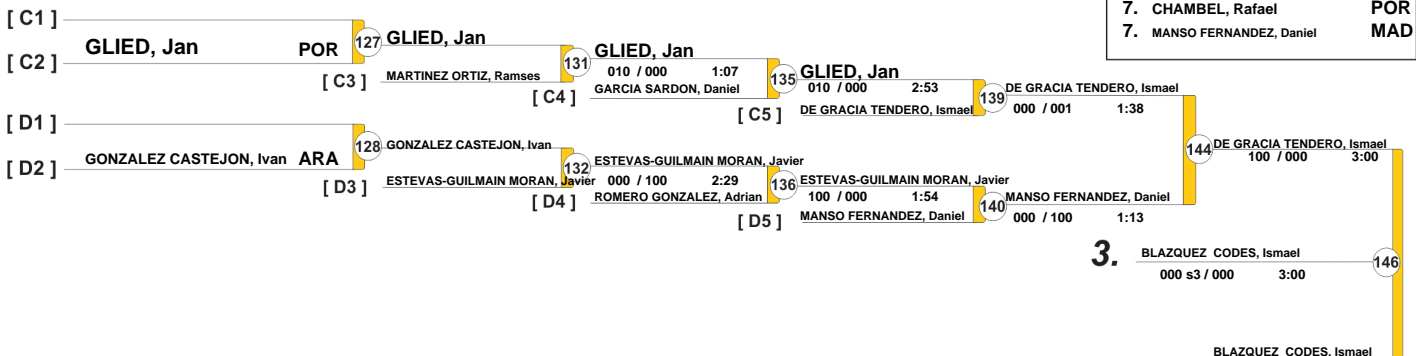 7. CHAMBEL, Rafael POR
7. MANSO FERNANDEZ, Daniel MAD
[ C1 ]
GLIED, Jan POR 127 GLIED, Jan
[ C2 ]
[ C3 ] MARTINEZ ORTIZ, Ramses 131 GLIED, Jan
010 / 000 1:07
[ C4 ] GARCIA SARDON, Daniel 135 GLIED, Jan
010 / 000 2:53
[ C5 ] DE GRACIA TENDERO, Ismael 139 DE GRACIA TENDERO, Ismael
000 / 001 1:38
[ D1 ]
GONZALEZ CASTEJON, Ivan ARA 128 GONZALEZ CASTEJON, Ivan
[ D2 ]
[ D3 ] ESTEVAS-GUILMAIN MORAN, Javier 132 ESTEVAS-GUILMAIN MORAN, Javier
000 / 100 2:29
[ D4 ] ROMERO GONZALEZ, Adrian 136 ESTEVAS-GUILMAIN MORAN, Javier
100 / 000 1:54
[ D5 ] MANSO FERNANDEZ, Daniel 140 MANSO FERNANDEZ, Daniel
000 / 100 1:13
144 DE GRACIA TENDERO, Ismael
100 / 000 3:00
3. BLAZQUEZ CODES, Ismael 146
000 s3 / 000 3:00
BLAZQUEZ CODES, Ismael